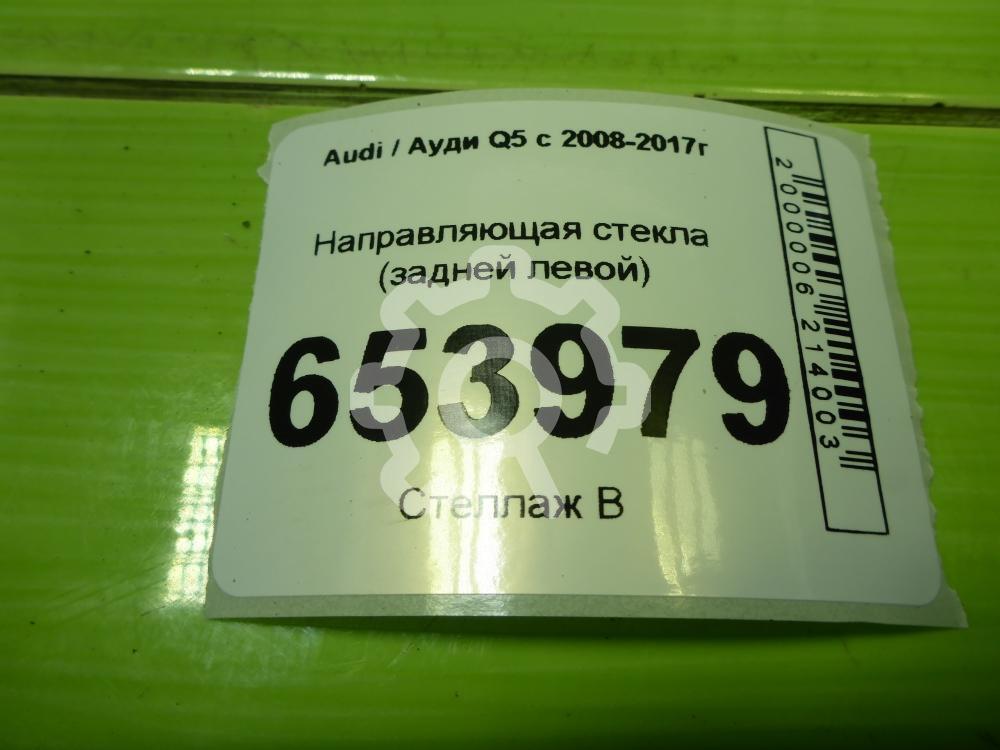 Audi / Ауди Q5 с 2008-2017г
Направляющая стекла
(задней левой)
653979
Стеллаж В
2000006214003